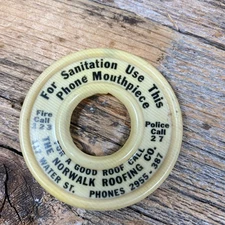 For Sanitation Use This
Phone Mouthpiece
Fire
Call
223
Police
Call
27
FOR A GOOD ROOF CALL
THE NORWALK ROOFING CO.
WATER ST. PHONES 2955-387